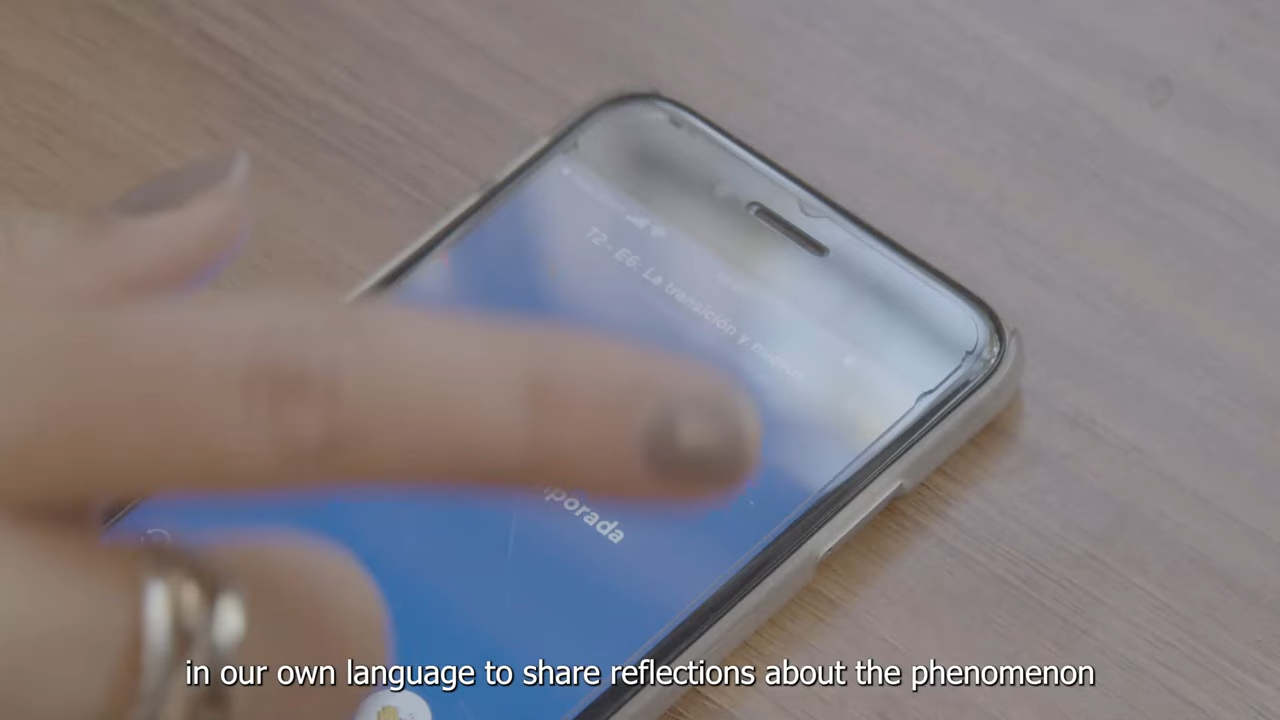 T2 - E6. La transición y nuevos
porada
in our own language to share reflections about the phenomenon